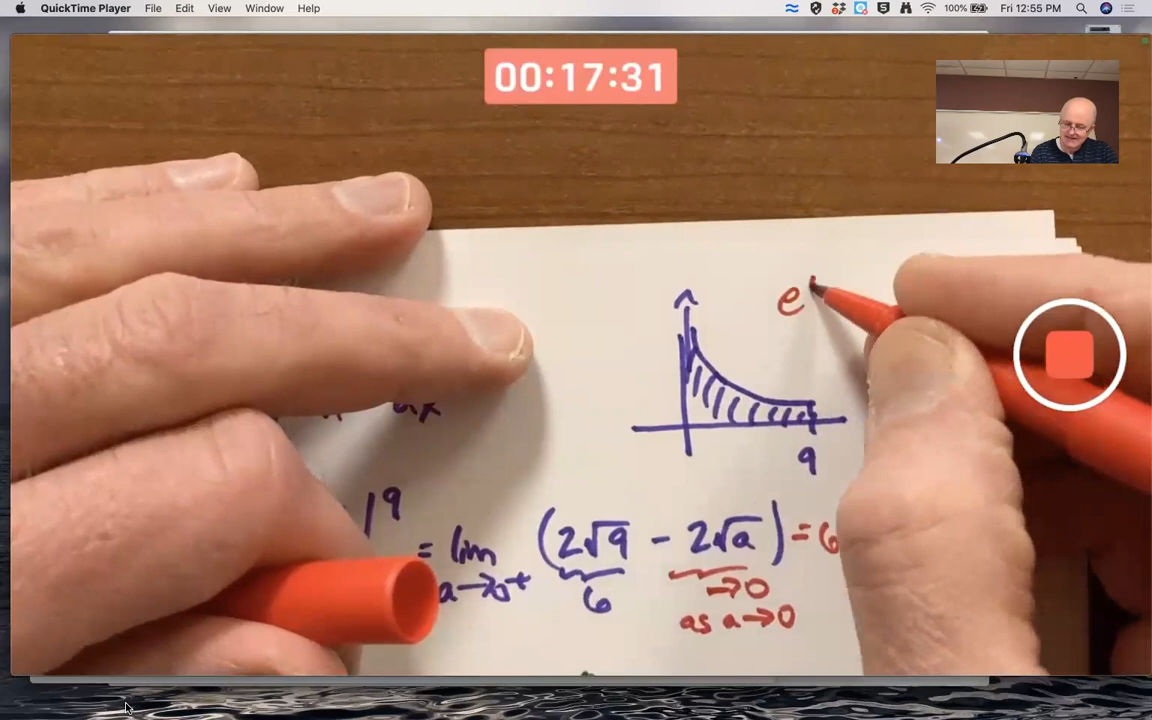 QuickTime Player File Edit View Window Help 100% Fri 12:55 PM
00:17:31
e
9
dx
|⁹ = lim (2√9 - 2√a) = 6
a→0+ 6 →0
as a→0